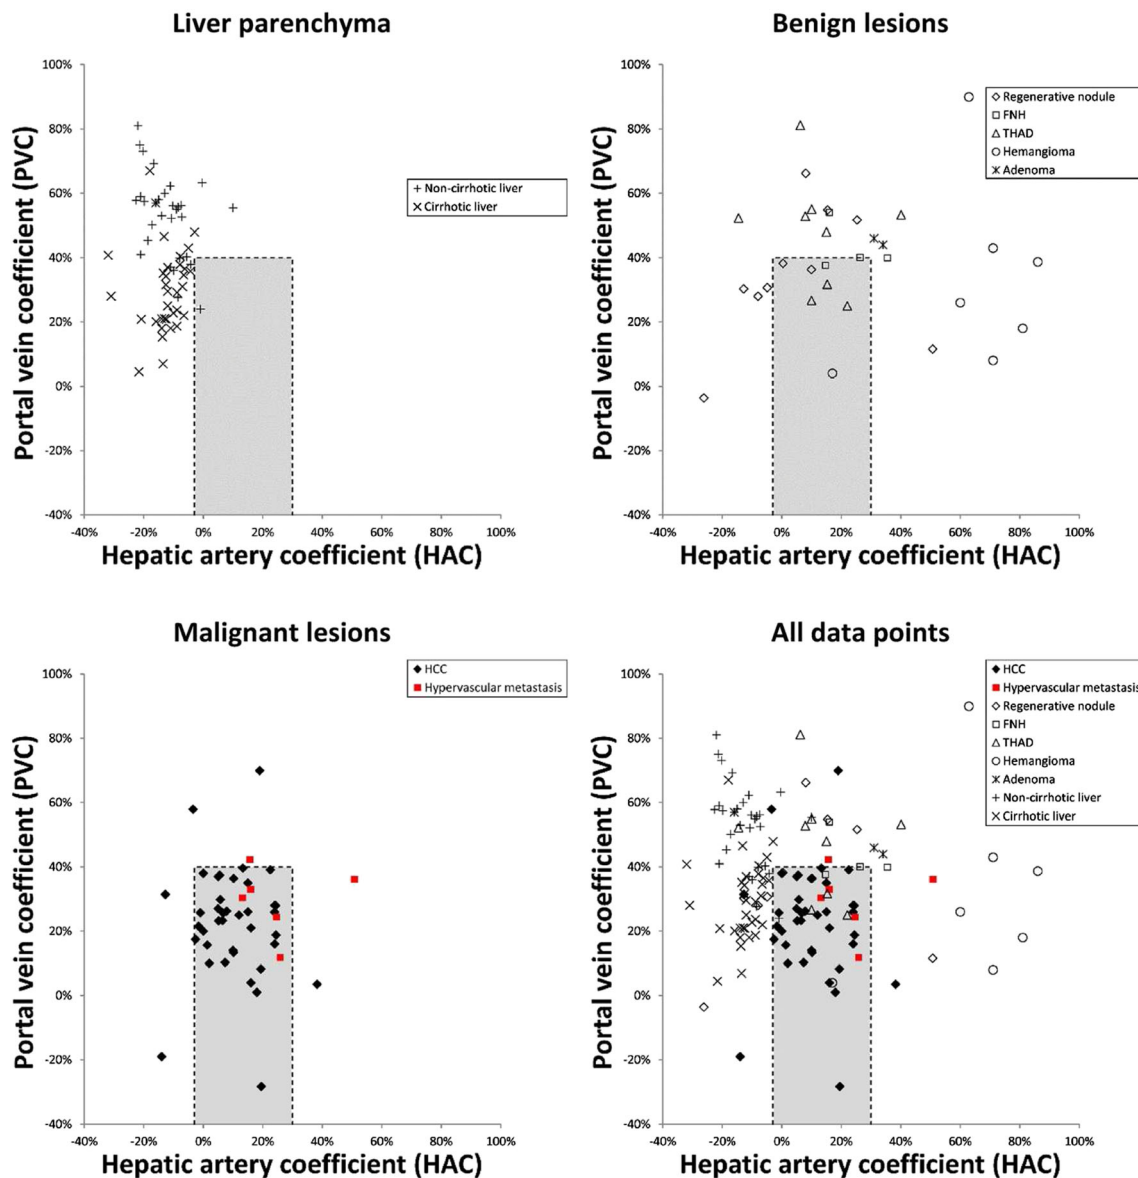 Liver parenchyma
Portal vein coefficient (PVC)
100%
80%
60%
40%
20%
0%
-20%
-40%
-40%
-20%
0%
20%
40%
60%
80%
100%
Non-cirrhotic liver
Cirrhotic liver
Hepatic artery coefficient (HAC)
Benign lesions
Portal vein coefficient (PVC)
100%
80%
60%
40%
20%
0%
-20%
-40%
-40%
-20%
0%
20%
40%
60%
80%
100%
Regenerative nodule
FNH
THAD
Hemangioma
Adenoma
Hepatic artery coefficient (HAC)
Malignant lesions
Portal vein coefficient (PVC)
100%
80%
60%
40%
20%
0%
-20%
-40%
-40%
-20%
0%
20%
40%
60%
80%
100%
HCC
Hypervascular metastasis
Hepatic artery coefficient (HAC)
All data points
Portal vein coefficient (PVC)
100%
80%
60%
40%
20%
0%
-20%
-40%
-40%
-20%
0%
20%
40%
60%
80%
100%
HCC
Hypervascular metastasis
Regenerative nodule
FNH
THAD
Hemangioma
Adenoma
Non-cirrhotic liver
Cirrhotic liver
Hepatic artery coefficient (HAC)